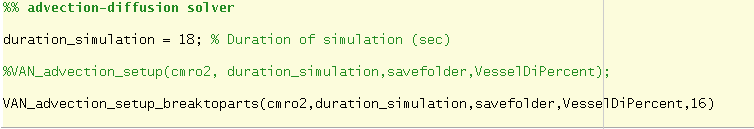 %% advection-diffusion solver
duration_simulation = 18; % Duration of simulation (sec)
%VAN_advection_setup(cmro2, duration_simulation,savefolder,VesselDiPercent);
VAN_advection_setup_breaktoparts(cmro2,duration_simulation,savefolder,VesselDiPercent,16)